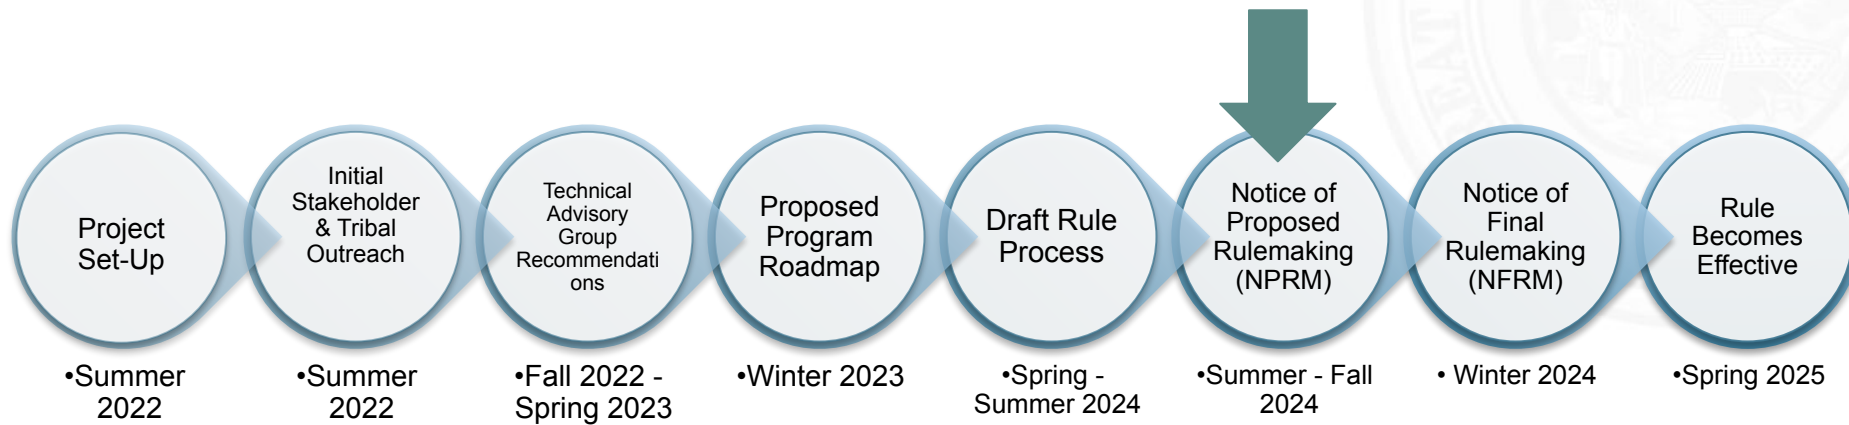 Project
Set-Up
Initial
Stakeholder
& Tribal
Outreach
Technical
Advisory
Group
Recommendati
ons
Proposed
Program
Roadmap
Draft Rule
Process
Notice of
Proposed
Rulemaking
(NPRM)
Notice of
Final
Rulemaking
(NFRM)
Rule
Becomes
Effective
•Summer
2022
•Summer
2022
•Fall 2022 -
Spring 2023
•Winter 2023
•Spring -
Summer 2024
•Summer - Fall
2024
• Winter 2024
•Spring 2025